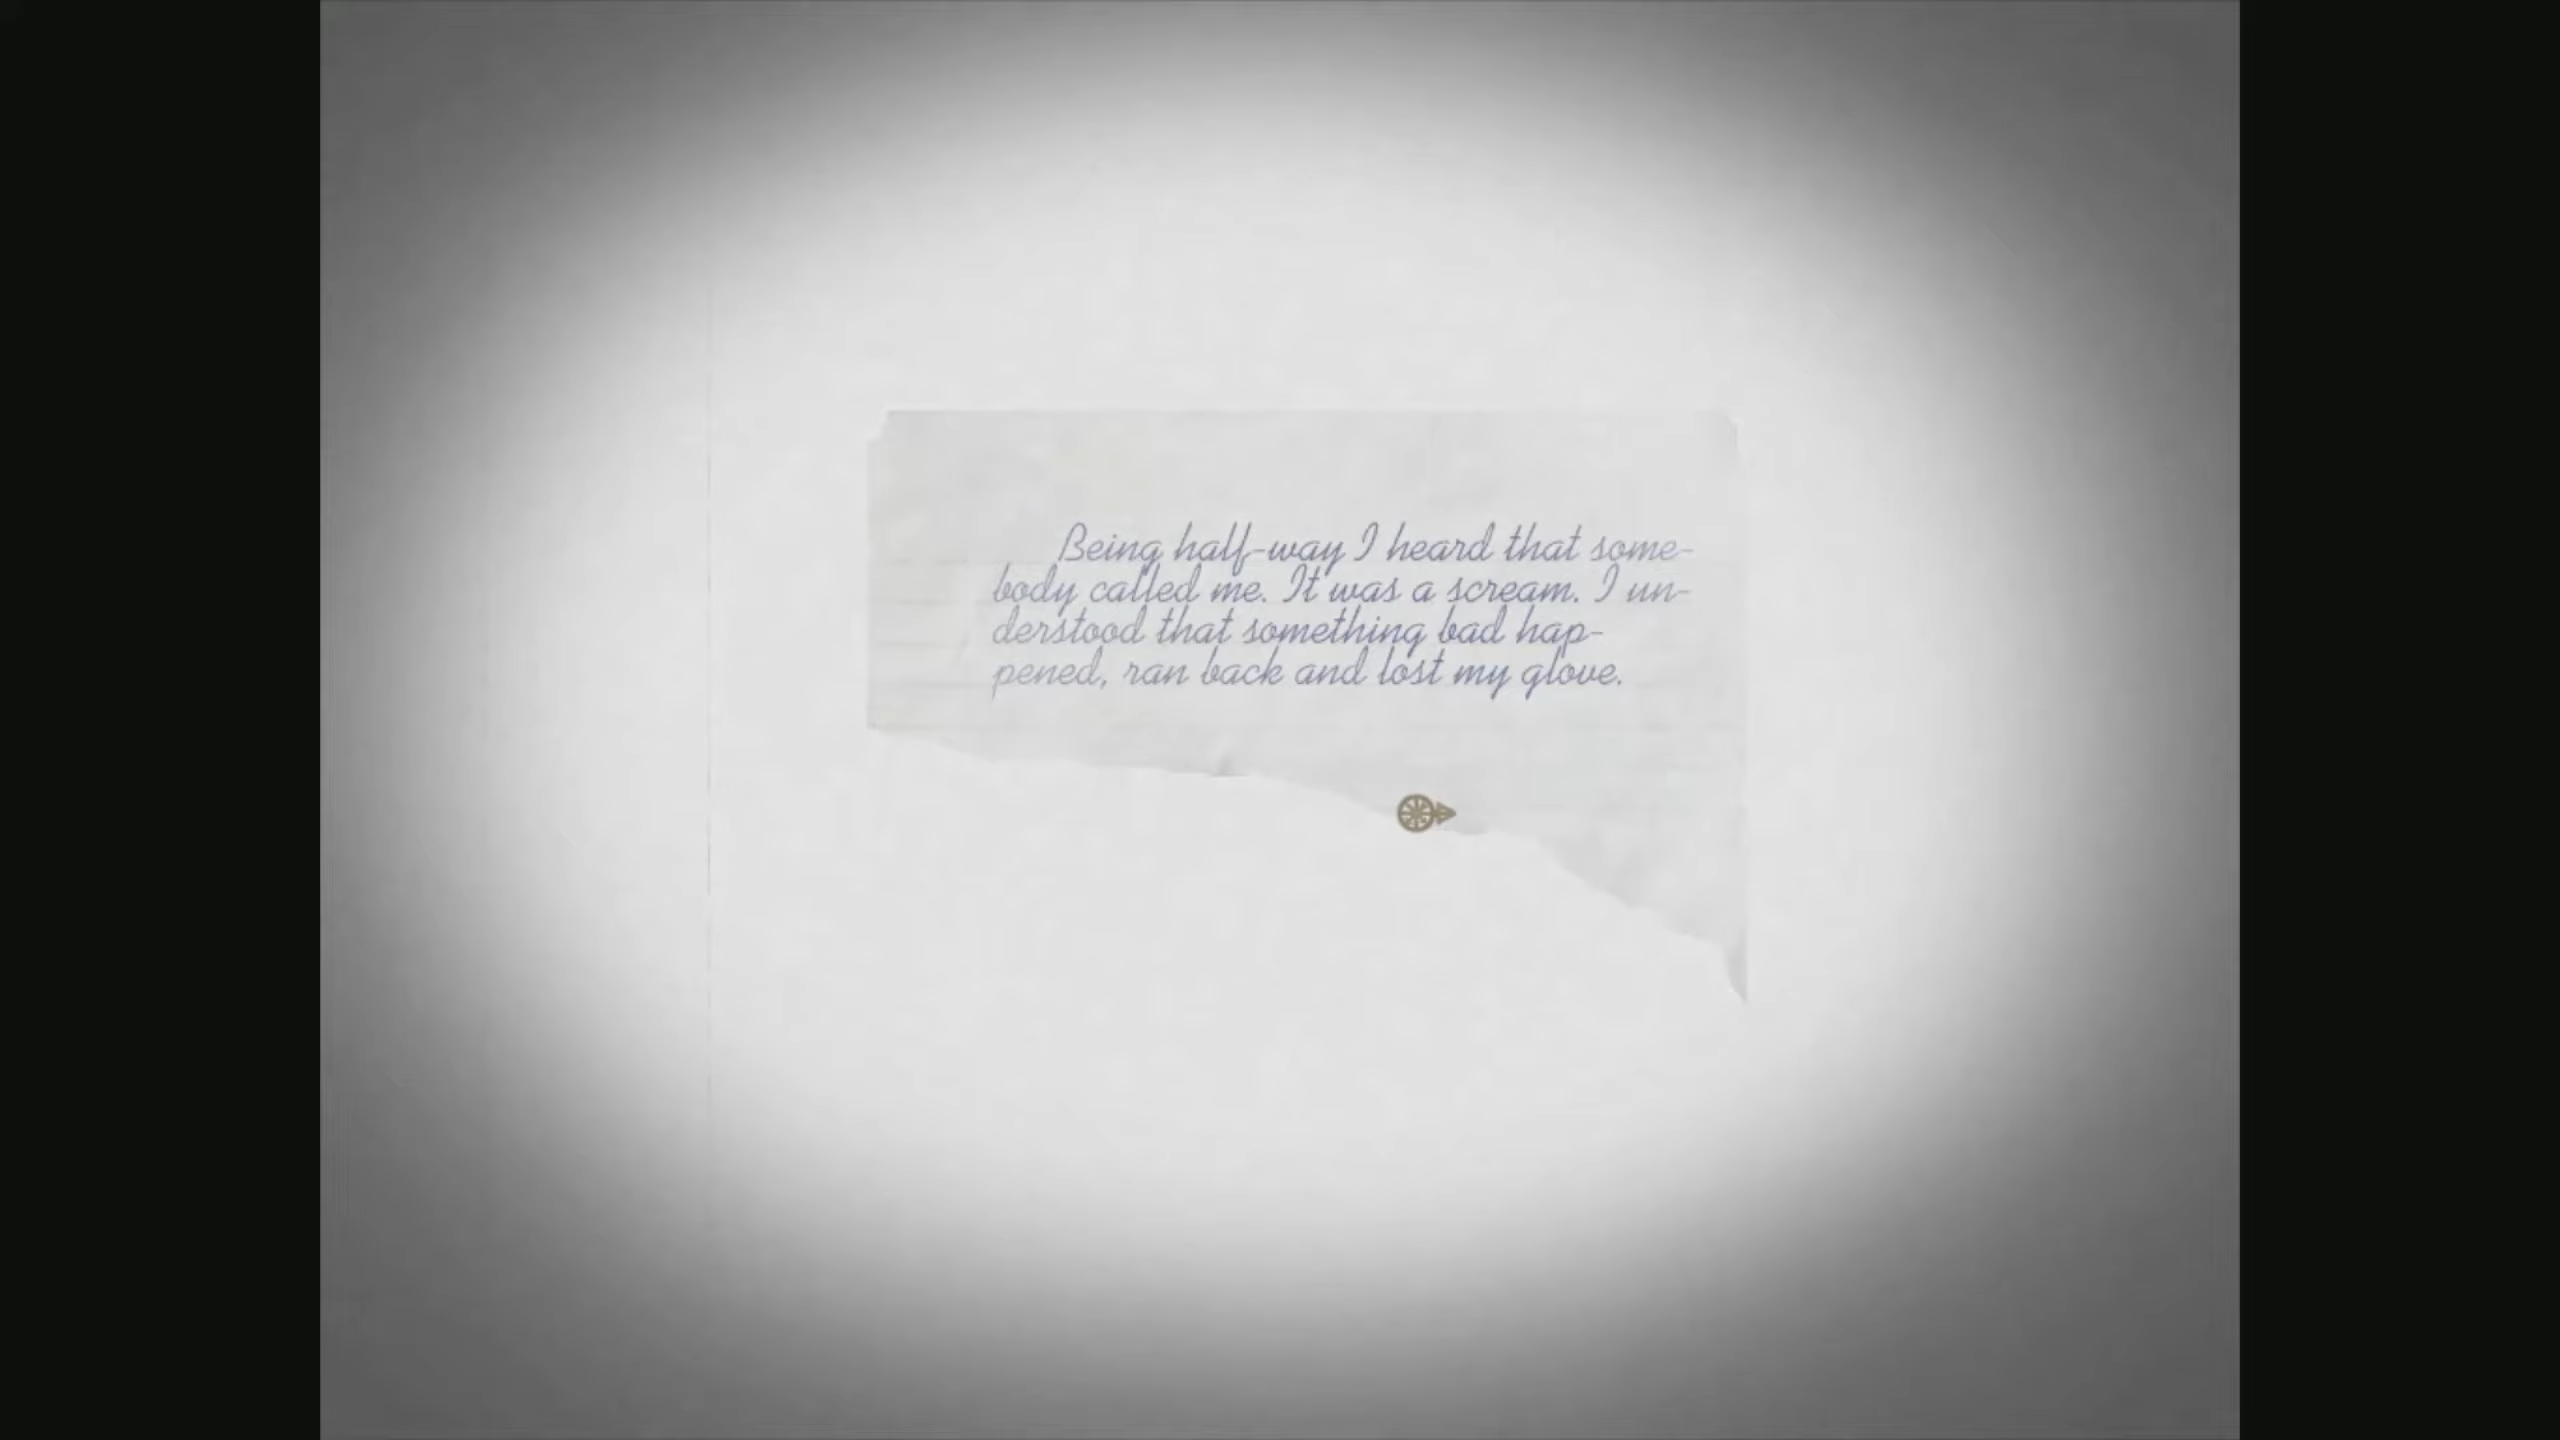 Being half-way I heard that some-
body called me. It was a scream. I un-
derstood that something bad hap-
pened, ran back and lost my glove.